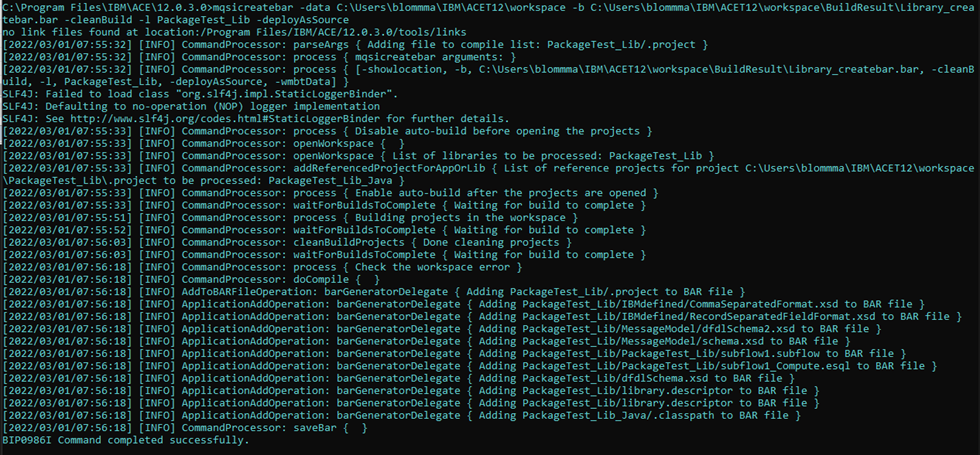 C:\Program Files\IBM\ACE\12.0.3.0>mqsicreatebar -data C:\Users\blommma\IBM\ACET12\workspace -b C:\Users\blommma\IBM\ACET12\workspace\BuildResult\Library_crea
tebar.bar -cleanBuild -l PackageTest_Lib -deployAsSource
no link files found at location:/Program Files/IBM/ACE/12.0.3.0/tools/links
[2022/03/01/07:55:32] [INFO] CommandProcessor: parseArgs { Adding file to compile list: PackageTest_Lib/.project }
[2022/03/01/07:55:32] [INFO] CommandProcessor: process { mqsicreatebar arguments: }
[2022/03/01/07:55:32] [INFO] CommandProcessor: process { [-showlocation, -b, C:\Users\blommma\IBM\ACET12\workspace\BuildResult\Library_createbar.bar, -cleanB
uild, -l, PackageTest_Lib, -deployAsSource, -wmbtData] }
SLF4J: Failed to load class "org.slf4j.impl.StaticLoggerBinder".
SLF4J: Defaulting to no-operation (NOP) logger implementation
SLF4J: See http://www.slf4j.org/codes.html#StaticLoggerBinder for further details.
[2022/03/01/07:55:33] [INFO] CommandProcessor: process { Disable auto-build before opening the projects }
[2022/03/01/07:55:33] [INFO] CommandProcessor: openWorkspace {  }
[2022/03/01/07:55:33] [INFO] CommandProcessor: openWorkspace { List of libraries to be processed: PackageTest_Lib }
[2022/03/01/07:55:33] [INFO] CommandProcessor: addReferencedProjectForAppOrLib { List of reference projects for project C:\Users\blommma\IBM\ACET12\workspace
\PackageTest_Lib\.project to be processed: PackageTest_Lib_Java }
[2022/03/01/07:55:33] [INFO] CommandProcessor: process { Enable auto-build after the projects are opened }
[2022/03/01/07:55:33] [INFO] CommandProcessor: waitForBuildsToComplete { Waiting for build to complete }
[2022/03/01/07:55:51] [INFO] CommandProcessor: process { Building projects in the workspace }
[2022/03/01/07:55:52] [INFO] CommandProcessor: waitForBuildsToComplete { Waiting for build to complete }
[2022/03/01/07:56:03] [INFO] CommandProcessor: cleanBuildProjects { Done cleaning projects }
[2022/03/01/07:56:03] [INFO] CommandProcessor: waitForBuildsToComplete { Waiting for build to complete }
[2022/03/01/07:56:18] [INFO] CommandProcessor: process { Check the workspace error }
[2022/03/01/07:56:18] [INFO] CommandProcessor: doCompile {  }
[2022/03/01/07:56:18] [INFO] AddToBARFileOperation: barGeneratorDelegate { Adding PackageTest_Lib/.project to BAR file }
[2022/03/01/07:56:18] [INFO] ApplicationAddOperation: barGeneratorDelegate { Adding PackageTest_Lib/IBMdefined/CommaSeparatedFormat.xsd to BAR file }
[2022/03/01/07:56:18] [INFO] ApplicationAddOperation: barGeneratorDelegate { Adding PackageTest_Lib/IBMdefined/RecordSeparatedFieldFormat.xsd to BAR file }
[2022/03/01/07:56:18] [INFO] ApplicationAddOperation: barGeneratorDelegate { Adding PackageTest_Lib/MessageModel/dfdlSchema2.xsd to BAR file }
[2022/03/01/07:56:18] [INFO] ApplicationAddOperation: barGeneratorDelegate { Adding PackageTest_Lib/MessageModel/schema.xsd to BAR file }
[2022/03/01/07:56:18] [INFO] ApplicationAddOperation: barGeneratorDelegate { Adding PackageTest_Lib/PackageTest_Lib/subflow1.subflow to BAR file }
[2022/03/01/07:56:18] [INFO] ApplicationAddOperation: barGeneratorDelegate { Adding PackageTest_Lib/PackageTest_Lib/subflow1_Compute.esql to BAR file }
[2022/03/01/07:56:18] [INFO] ApplicationAddOperation: barGeneratorDelegate { Adding PackageTest_Lib/dfdlSchema.xsd to BAR file }
[2022/03/01/07:56:18] [INFO] ApplicationAddOperation: barGeneratorDelegate { Adding PackageTest_Lib/library.descriptor to BAR file }
[2022/03/01/07:56:18] [INFO] ApplicationAddOperation: barGeneratorDelegate { Adding PackageTest_Lib/library.descriptor to BAR file }
[2022/03/01/07:56:18] [INFO] ApplicationAddOperation: barGeneratorDelegate { Adding PackageTest_Lib_Java/.classpath to BAR file }
[2022/03/01/07:56:18] [INFO] CommandProcessor: saveBar {  }
BIP0986I Command completed successfully.